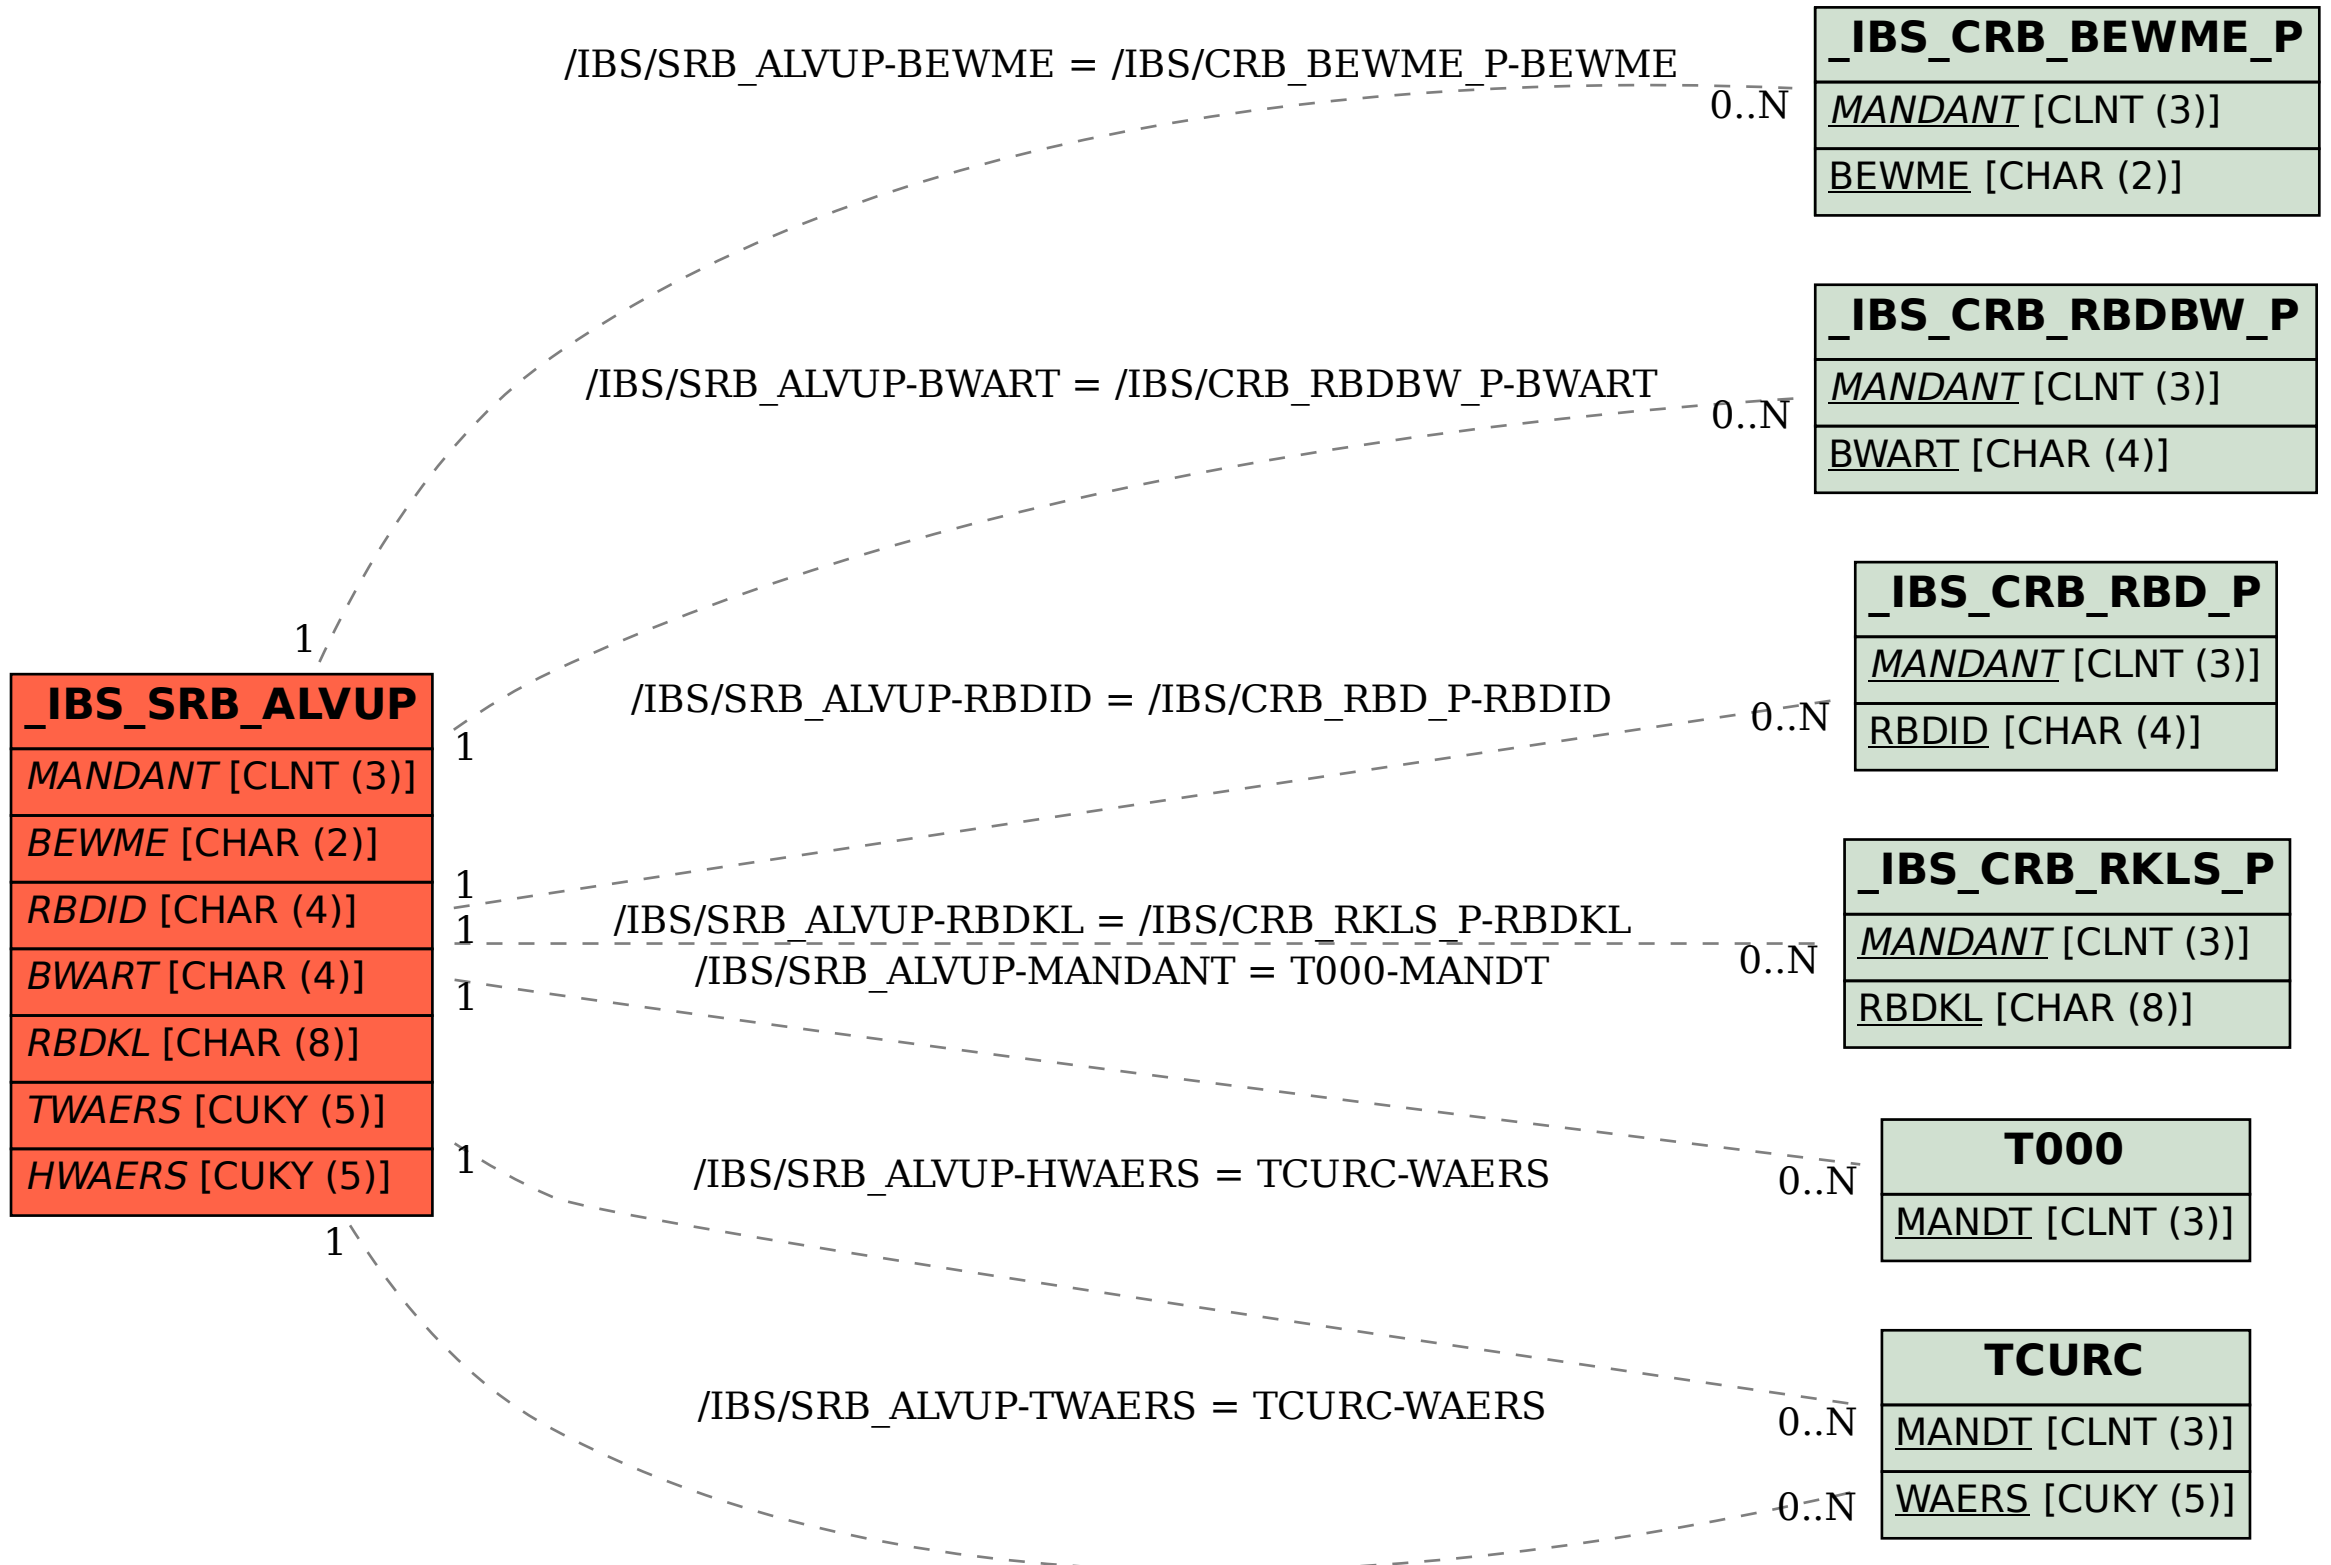 /IBS/SRB_ALVUP-BEWME = /IBS/CRB_BEWME_P-BEWME
0..N
1
_IBS_CRB_BEWME_P
MANDANT [CLNT (3)]
BEWME [CHAR (2)]
/IBS/SRB_ALVUP-BWART = /IBS/CRB_RBDBW_P-BWART
0..N
1
_IBS_CRB_RBDBW_P
MANDANT [CLNT (3)]
BWART [CHAR (4)]
/IBS/SRB_ALVUP-RBDID = /IBS/CRB_RBD_P-RBDID
0..N
1
_IBS_CRB_RBD_P
MANDANT [CLNT (3)]
RBDID [CHAR (4)]
_IBS_SRB_ALVUP
MANDANT [CLNT (3)]
BEWME [CHAR (2)]
RBDID [CHAR (4)]
BWART [CHAR (4)]
RBDKL [CHAR (8)]
TWAERS [CUKY (5)]
HWAERS [CUKY (5)]
/IBS/SRB_ALVUP-RBDKL = /IBS/CRB_RKLS_P-RBDKL
0..N
1
_IBS_CRB_RKLS_P
MANDANT [CLNT (3)]
RBDKL [CHAR (8)]
/IBS/SRB_ALVUP-MANDANT = T000-MANDT
0..N
1
T000
MANDT [CLNT (3)]
/IBS/SRB_ALVUP-HWAERS = TCURC-WAERS
0..N
1
TCURC
MANDT [CLNT (3)]
WAERS [CUKY (5)]
/IBS/SRB_ALVUP-TWAERS = TCURC-WAERS
0..N
1